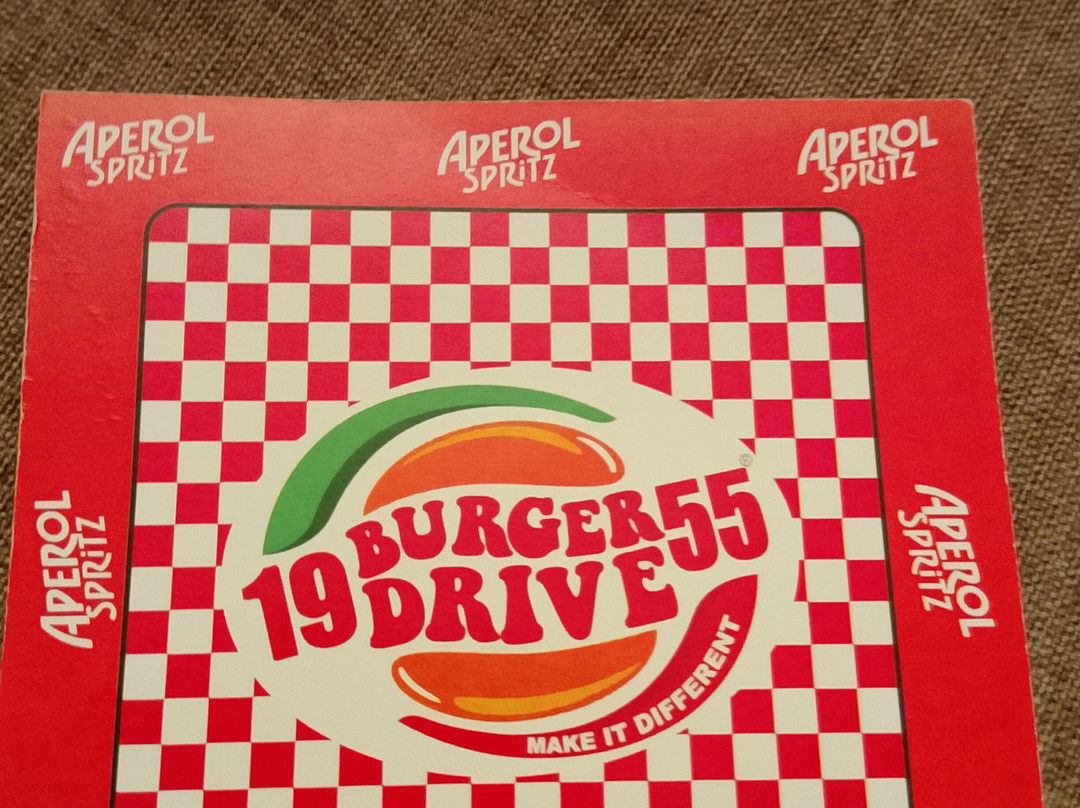 APEROL
SPRiTZ
APEROL
SPRiTZ
APEROL
SPRiTZ
BURGER
19 DRIVE 55
MAKE IT DIFFERENT
APEROL
SPRiTZ
APEROL
SPRiTZ